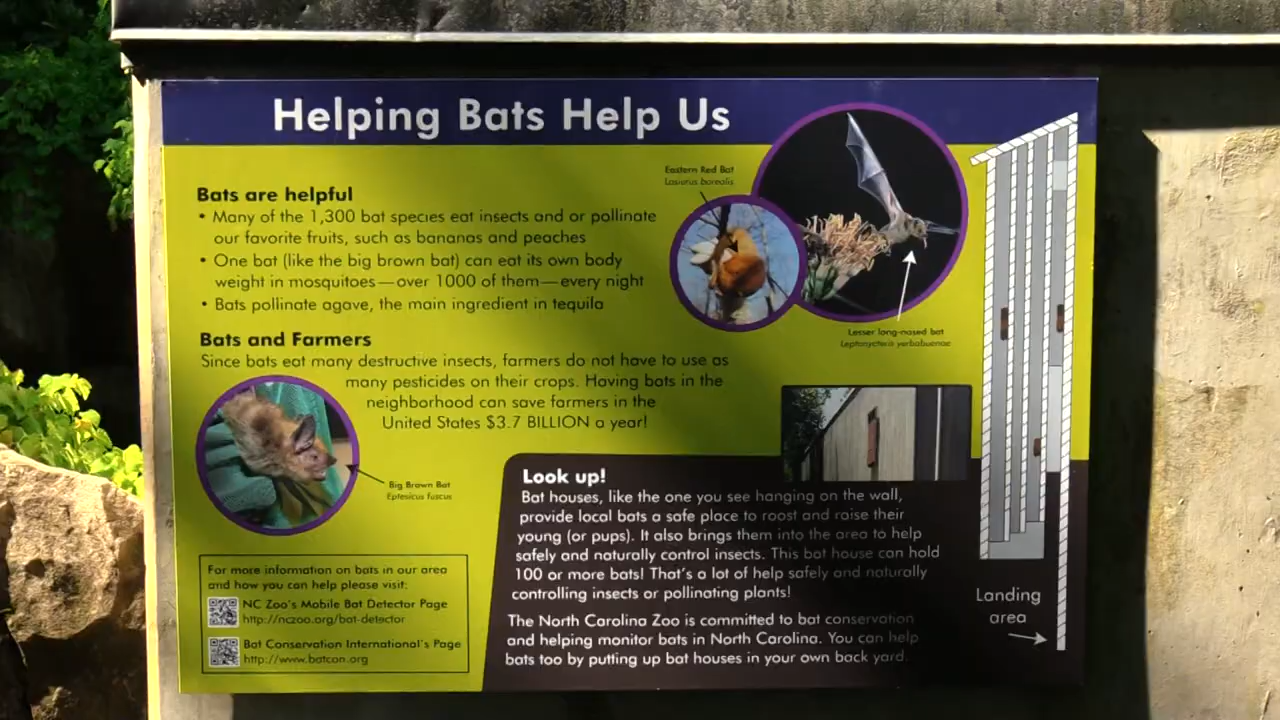 Helping Bats Help Us
Bats are helpful
• Many of the 1,300 bat species eat insects and or pollinate
our favorite fruits, such as bananas and peaches
• One bat (like the big brown bat) can eat its own body
weight in mosquitoes—over 1000 of them—every night
• Bats pollinate agave, the main ingredient in tequila
Eastern Red Bat
Lasiurus borealis
Lesser long-nosed bat
Leptonycteris yerbabuenae
Bats and Farmers
Since bats eat many destructive insects, farmers do not have to use as
many pesticides on their crops. Having bats in the
neighborhood can save farmers in the
United States $3.7 BILLION a year!
Big Brown Bat
Eptesicus fuscus
For more information on bats in our area
and how you can help please visit:
NC Zoo's Mobile Bat Detector Page
http://nczoo.org/bat-detector
Bat Conservation International's Page
http://www.batcon.org
Look up!
Bat houses, like the one you see hanging on the wall,
provide local bats a safe place to roost and raise their
young (or pups). It also brings them into the area to help
safely and naturally control insects. This bat house can hold
100 or more bats! That's a lot of help safely and naturally
controlling insects or pollinating plants!
The North Carolina Zoo is committed to bat conservation
and helping monitor bats in North Carolina. You can help
bats too by putting up bat houses in your own back yard.
Landing
area